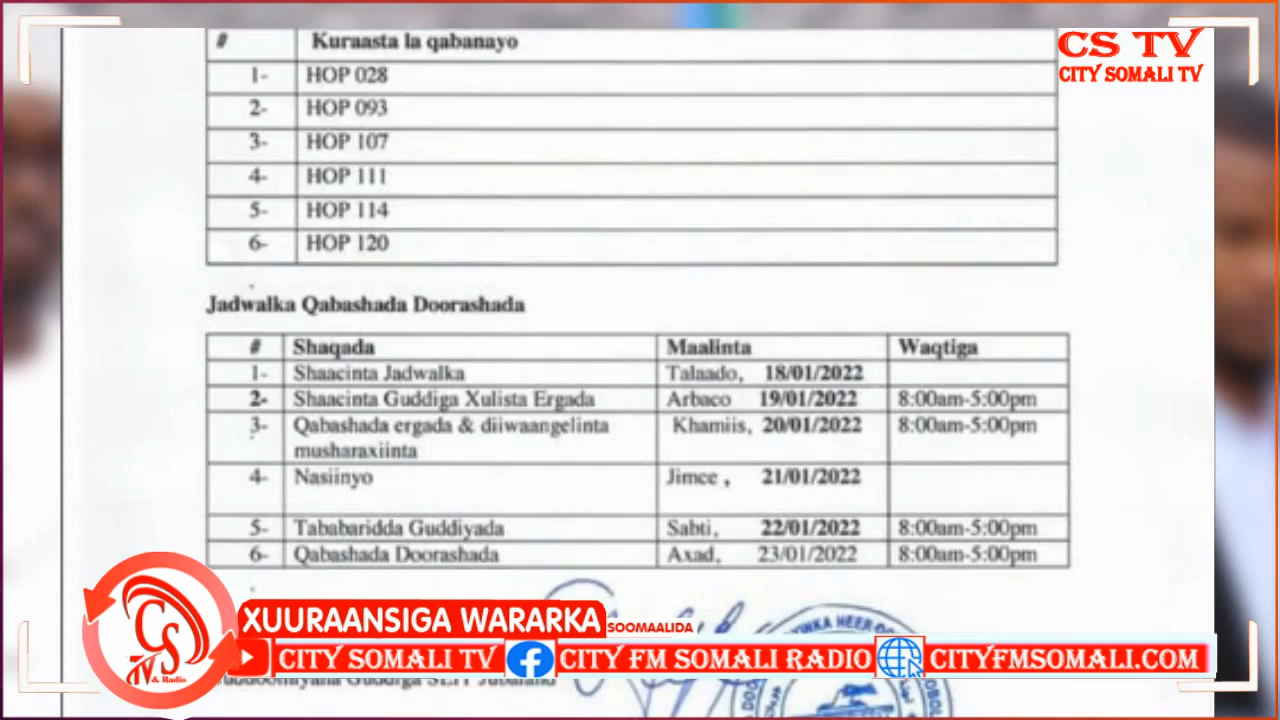 CS TV
CITY SOMALI TV
# Kuraasta la qabanayo
1- HOP 028
2- HOP 093
3- HOP 107
4- HOP 111
5- HOP 114
6- HOP 120
Jadwalka Qabashada Doorashada
# Shaqada Maalinta Waqtiga
1- Shaacinta Jadwalka Talaado, 18/01/2022
2- Shaacinta Guddiga Xulista Ergada Arbaco 19/01/2022 8:00am-5:00pm
3- Qabashada ergada & diiwaangelinta Khamiis, 20/01/2022 8:00am-5:00pm
musharaxiinta
4- Nasiinyo Jimce , 21/01/2022
5- Tababaridda Guddiyada Sabti, 22/01/2022 8:00am-5:00pm
6- Qabashada Doorashada Axad, 23/01/2022 8:00am-5:00pm
CS
TV & Radio
XUURAANSIGA WARARKA
SOOMAALIDA
CITY SOMALI TV CITY FM SOMALI RADIO CITYFMSOMALI.COM